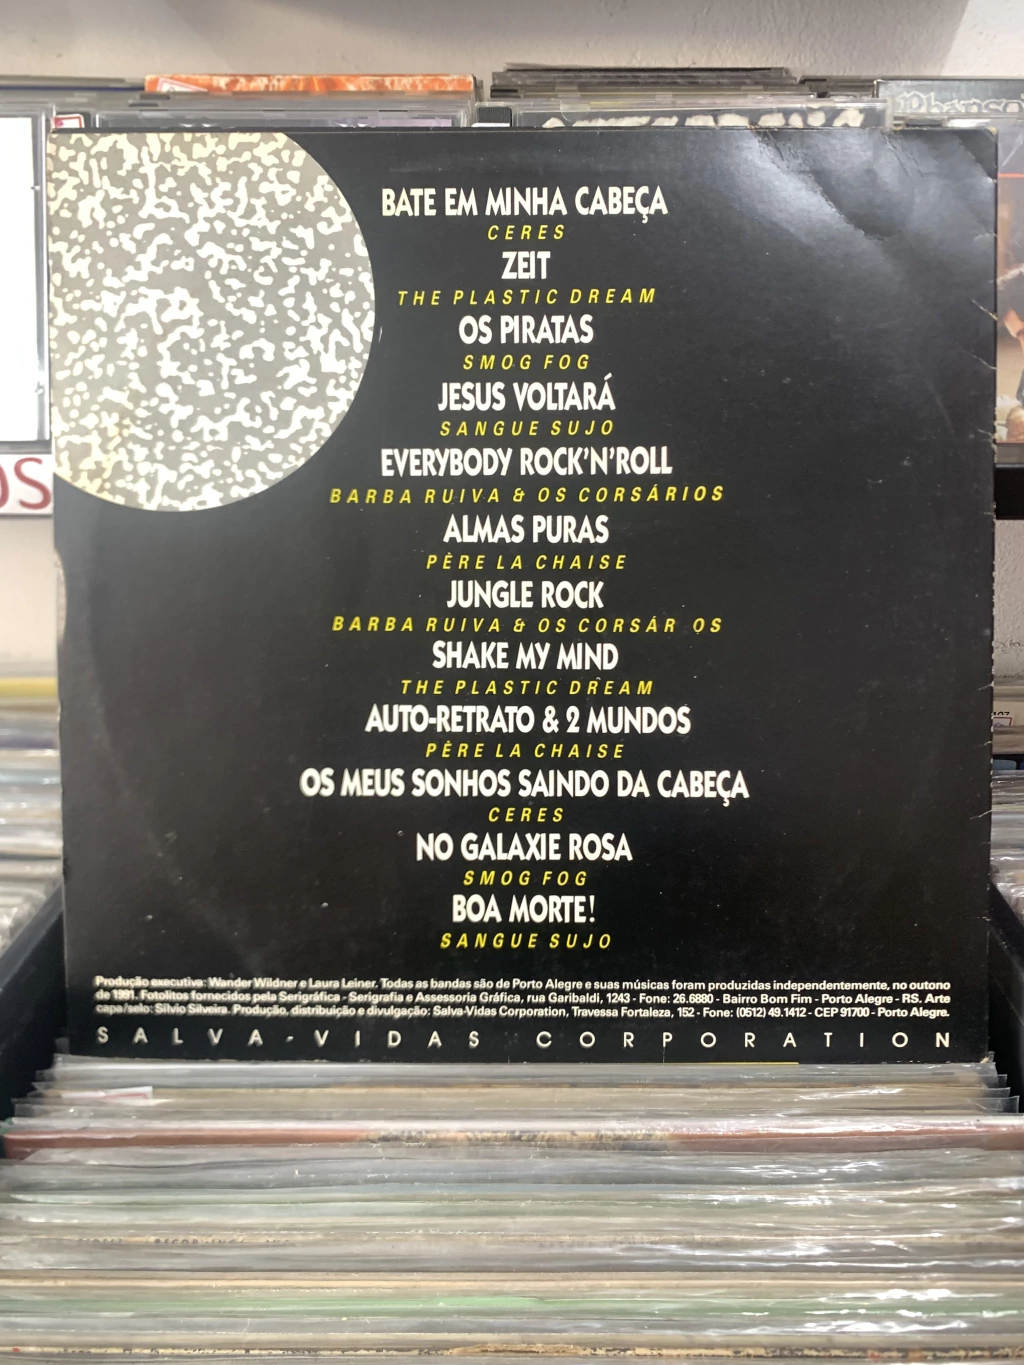 BATE EM MINHA CABEÇA
CERES
ZEIT
THE PLASTIC DREAM
OS PIRATAS
SMOG FOG
JESUS VOLTARÁ
SANGUE SUJO
EVERYBODY ROCK'N'ROLL
BARBA RUIVA & OS CORSÁRIOS
ALMAS PURAS
PÈRE LA CHAISE
JUNGLE ROCK
BARBA RUIVA & OS CORSÁR OS
SHAKE MY MIND
THE PLASTIC DREAM
AUTO-RETRATO & 2 MUNDOS
PÈRE LA CHAISE
OS MEUS SONHOS SAINDO DA CABEÇA
CERES
NO GALAXIE ROSA
SMOG FOG
BOA MORTE!
SANGUE SUJO
Produção executiva: Wander Wildner e Laura Leiner. Todas as bandas são de Porto Alegre e suas músicas foram produzidas independentemente, no outono
de 1991. Fotolitos fornecidos pela Serigráfica - Serigrafia e Assessoria Gráfica, rua Garibaldi, 1243 - Fone: 26.6880 - Bairro Bom Fim - Porto Alegre - RS. Arte
capa/selo: Silvio Silveira. Produção, distribuição e divulgação: Salva-Vidas Corporation, Travessa Fortaleza, 152 - Fone: (0512) 49.1412 - CEP 91700 - Porto Alegre.
SALVA-VIDAS CORPORATION
OS